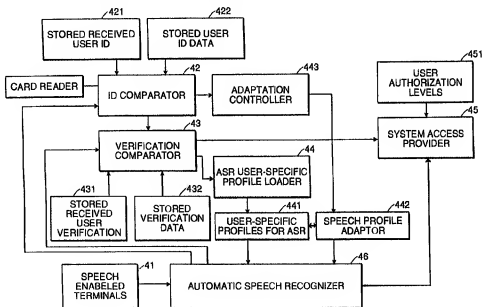 421
422
STORED RECEIVED
USER ID
STORED USER
ID DATA
443
451
CARD READER
42
ID COMPARATOR
ADAPTATION
CONTROLLER
USER
AUTHORIZATION
LEVELS
43
45
VERIFICATION
COMPARATOR
44
SYSTEM ACCESS
PROVIDER
ASR USER-SPECIFIC
PROFILE LOADER
431
432
441
442
STORED
RECEIVED
USER
VERIFICATION
STORED
VERIFICATION
DATA
USER-SPECIFIC
PROFILES FOR ASR
SPEECH PROFILE
ADAPTOR
41
46
SPEECH
ENABELED
TERMINALS
AUTOMATIC SPEECH RECOGNIZER